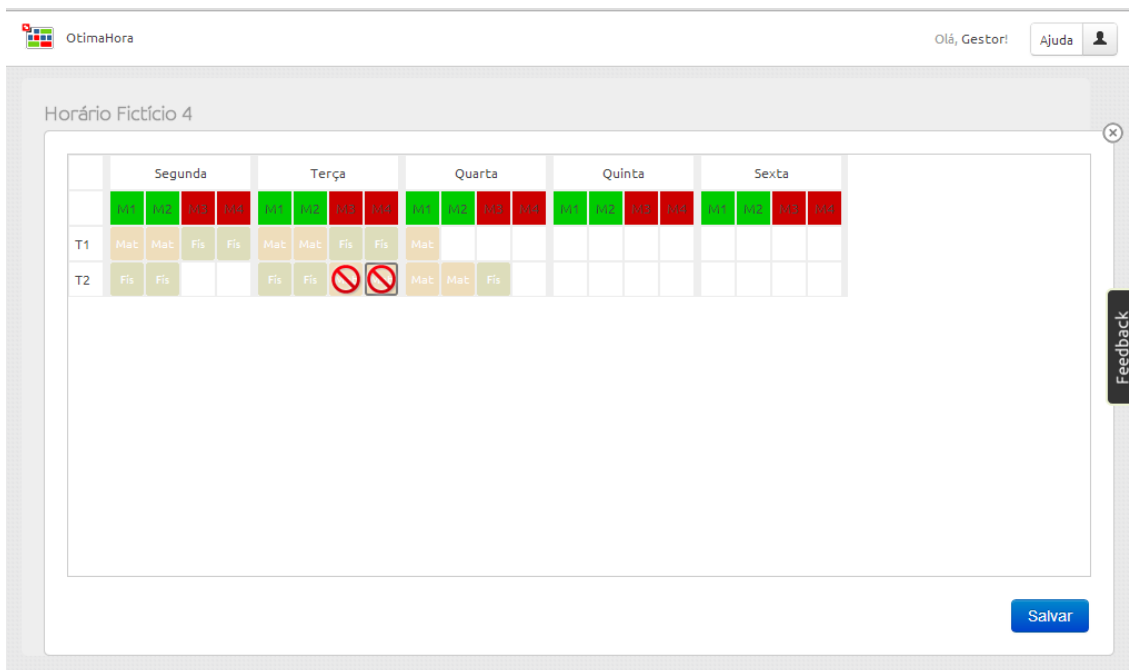 OtimaHora Olá, Gestor! Ajuda
Horário Fictício 4
Segunda Terça Quarta Quinta Sexta
M1 M2 M3 M4 M1 M2 M3 M4 M1 M2 M3 M4 M1 M2 M3 M4 M1 M2 M3 M4
T1 Mat Mat Fís Fís Mat Mat Fís Fís Mat
T2 Fís Fís Fís Fís Mat Mat Fís
Feedback
Salvar